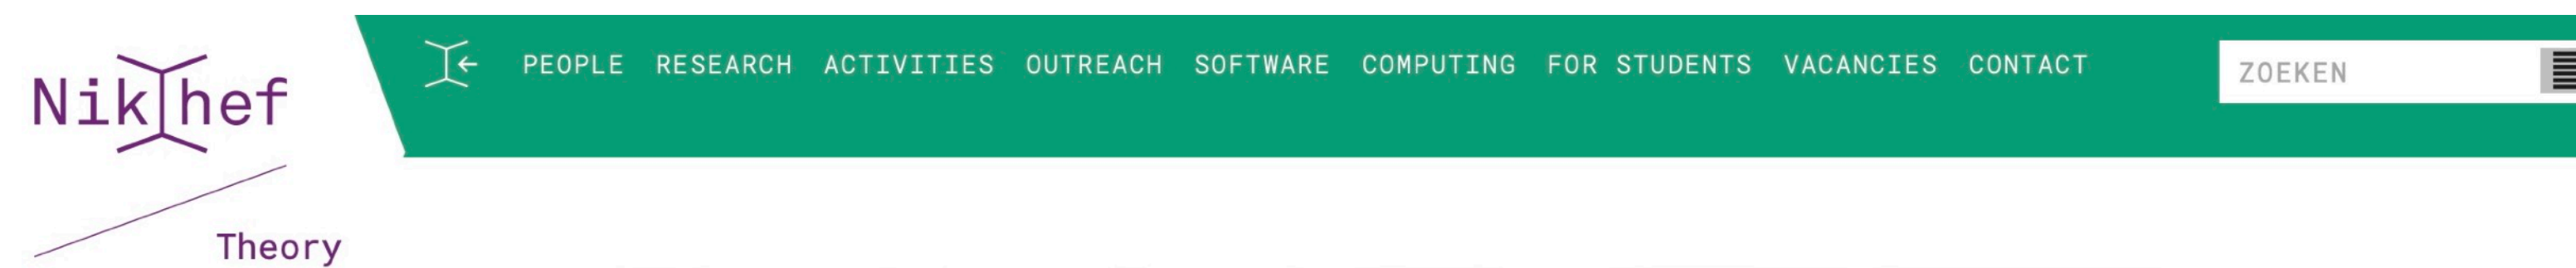 Nikhef
PEOPLE RESEARCH ACTIVITIES OUTREACH SOFTWARE COMPUTING FOR STUDENTS VACANCIES CONTACT
ZOEKEN
Theory